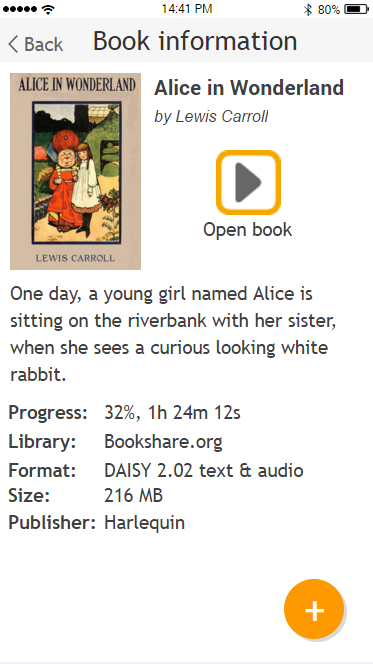 14:41 PM 80%
Back Book information
ALICE IN WONDERLAND
LEWIS CARROLL
Alice in Wonderland
by Lewis Carroll
Open book
One day, a young girl named Alice is
sitting on the riverbank with her sister,
when she sees a curious looking white
rabbit.
Progress: 32%, 1h 24m 12s
Library: Bookshare.org
Format: DAISY 2.02 text & audio
Size: 216 MB
Publisher: Harlequin
+